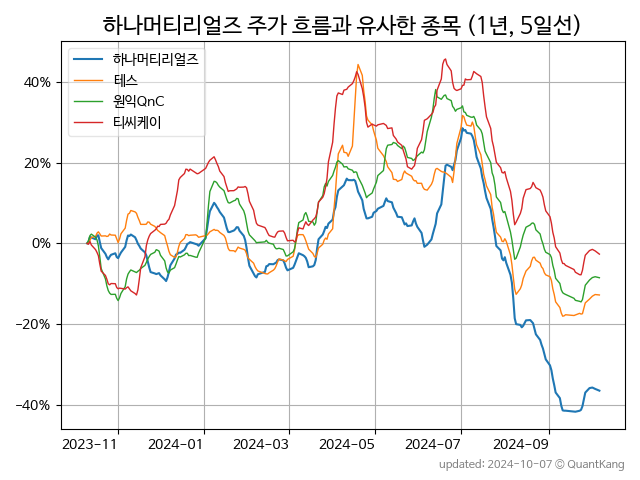 하나머티리얼즈 주가 흐름과 유사한 종목 (1년, 5일선)
하나머티리얼즈
테스
원익QnC
티씨케이
40%
20%
0%
−20%
−40%
2023-11 2024-01 2024-03 2024-05 2024-07 2024-09
updated: 2024-10-07 © QuantKang